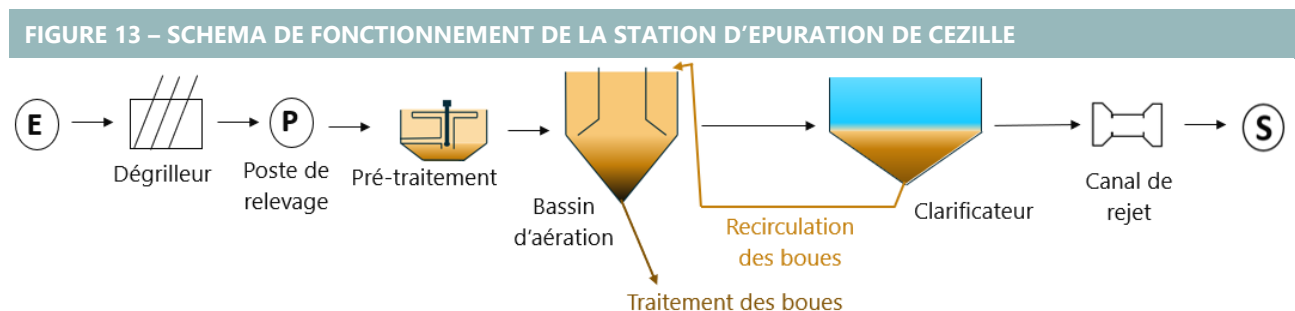 FIGURE 13 – SCHEMA DE FONCTIONNEMENT DE LA STATION D’EPURATION DE CEZILLE
E
P
S
Dégrilleur
Poste de
relevage
Pré-traitement
Bassin
d’aération
Recirculation
des boues
Clarificateur
Canal de
rejet
Traitement des boues